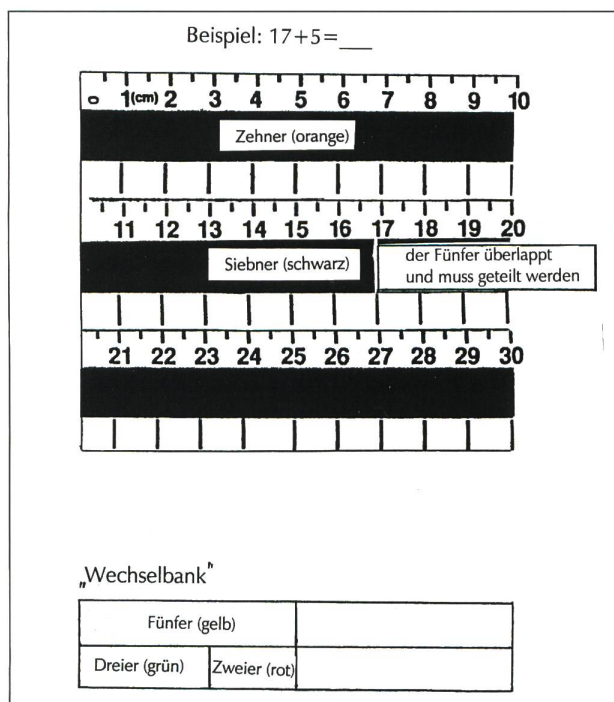 Beispiel: 17+5=___
0 1(cm) 2 3 4 5 6 7 8 9 10
Zehner (orange)
11 12 13 14 15 16 17 18 19 20
Siebner (schwarz)
der Fünfer überlappt
und muss geteilt werden
21 22 23 24 25 26 27 28 29 30
„Wechselbank"
Fünfer (gelb)
Dreier (grün) Zweier (rot)